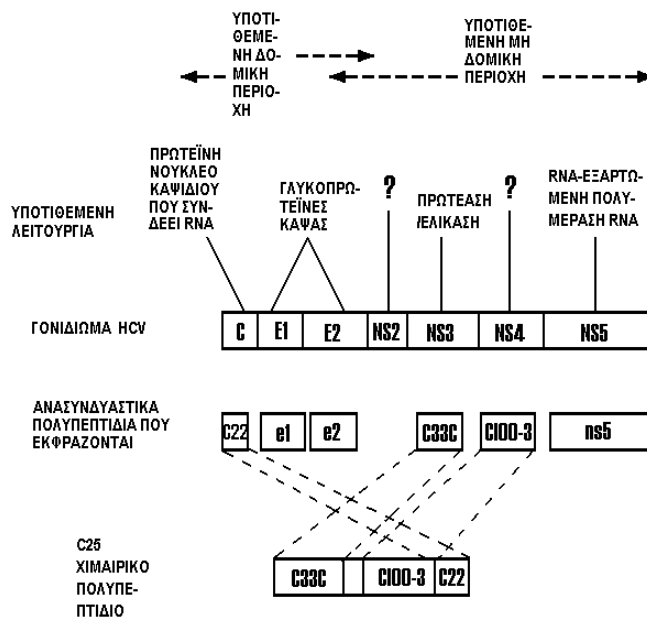 ΥΠΟΤΙ-
ΘΕΜΕ-
ΝΗ ΔΟ-
ΜΙΚΗ
ΠΕΡΙΟ-
ΧΗ
ΥΠΟΤΙΘΕ-
ΜΕΝΗ ΜΗ
ΔΟΜΙΚΗ
ΠΕΡΙΟΧΗ
ΥΠΟΤΙΘΕΜΕΝΗ
ΛΕΙΤΟΥΡΓΙΑ
ΠΡΩΤΕΪΝΗ
ΝΟΥΚΛΕΟ
ΚΑΨΙΔΙΟΥ
ΠΟΥ ΣΥΝ-
ΔΕΕΙ RNA
ΓΛΥΚΟΠΡΩ-
ΤΕΪΝΕΣ
ΚΑΨΑΣ
?
ΠΡΩΤΕΑΣΗ
/ΕΛΙΚΑΣΗ
?
RNA-ΕΞΑΡΤΩ-
ΜΕΝΗ ΠΟΛΥ-
ΜΕΡΑΣΗ RNA
ΓΟΝΙΔΙΩΜΑ HCV
C E1 E2 NS2 NS3 NS4 NS5
ΑΝΑΣΥΝΔΥΑΣΤΙΚΑ
ΠΟΛΥΠΕΠΤΙΔΙΑ ΠΟΥ
ΕΚΦΡΑΖΟΝΤΑΙ
C22 e1 e2 C33C C100-3 ns5
C25
ΧΙΜΑΙΡΙΚΟ
ΠΟΛΥΠΕ-
ΠΤΙΔΙΟ
C33C C100-3 C22